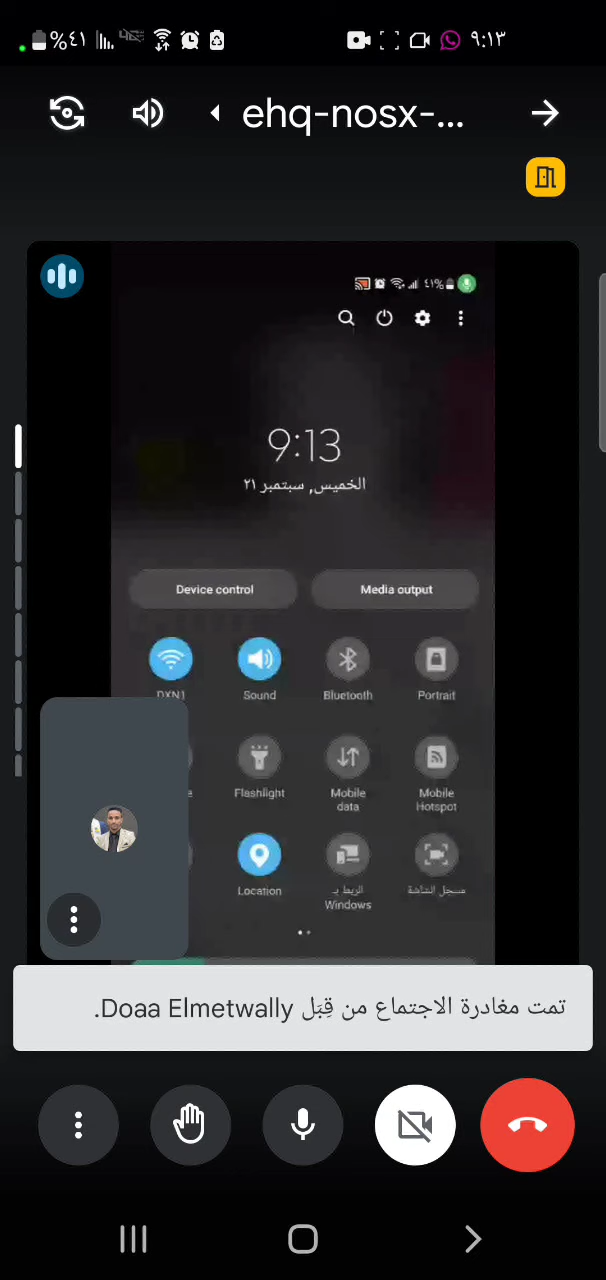 %٤١ ٩:١٣
ehq-nosx-...
٤١%
9:13
الخميس, سبتمبر ٢١
Device control Media output
DXN1 Sound Bluetooth Portrait
Flashlight Mobile data Mobile Hotspot
Location الربط بـ Windows مسجل الشاشة
تمت مغادرة الاجتماع من قِبَل Doaa Elmetwally.